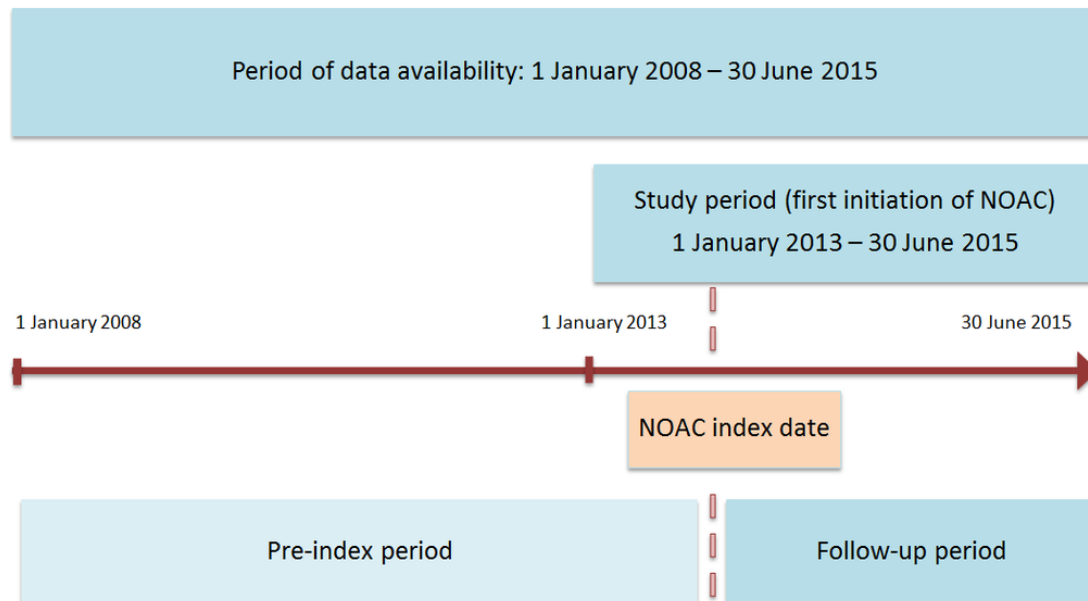 Period of data availability: 1 January 2008 – 30 June 2015
Study period (first initiation of NOAC)
1 January 2013 – 30 June 2015
1 January 2008
1 January 2013
30 June 2015
NOAC index date
Pre-index period
Follow-up period